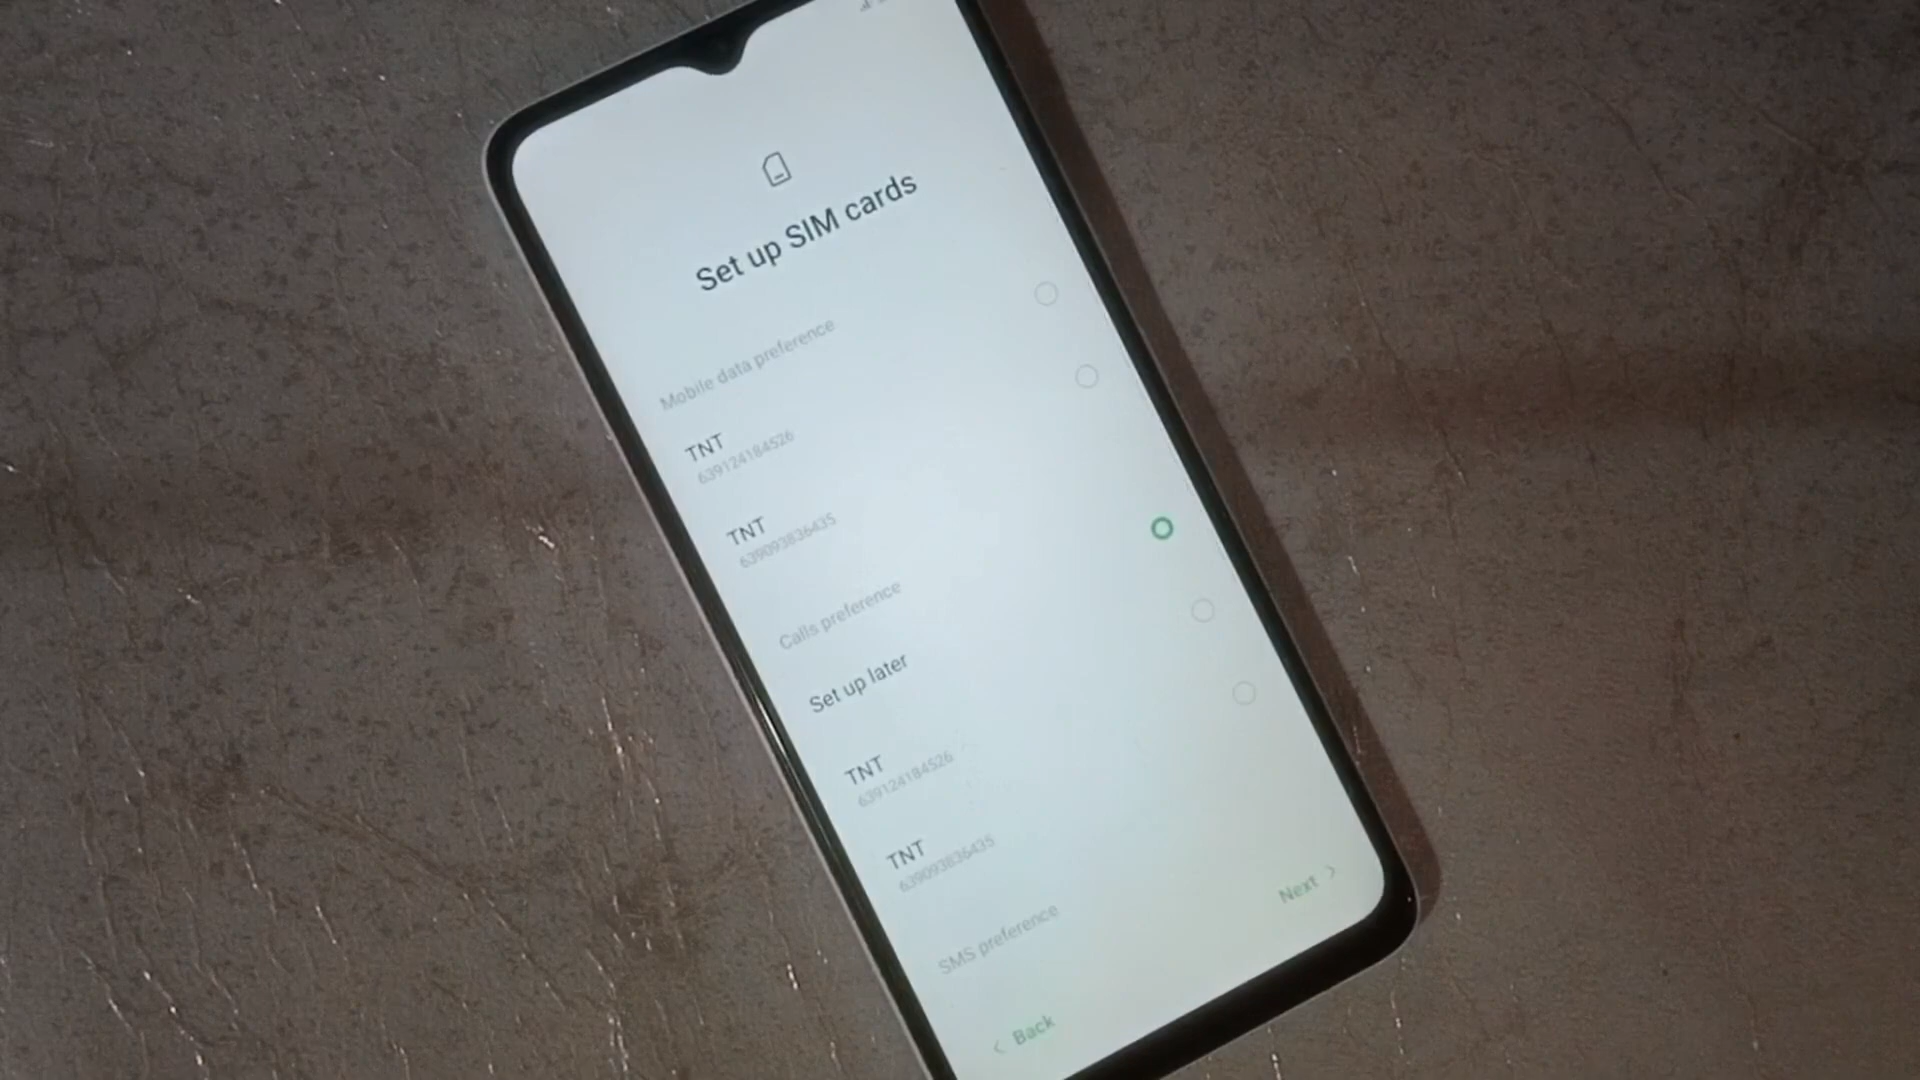 Set up SIM cards
Mobile data preference
TNT
639124184526
TNT
639093836435
Calls preference
Set up later
TNT
639124184526
TNT
639093836435
SMS preference
Next >
< Back